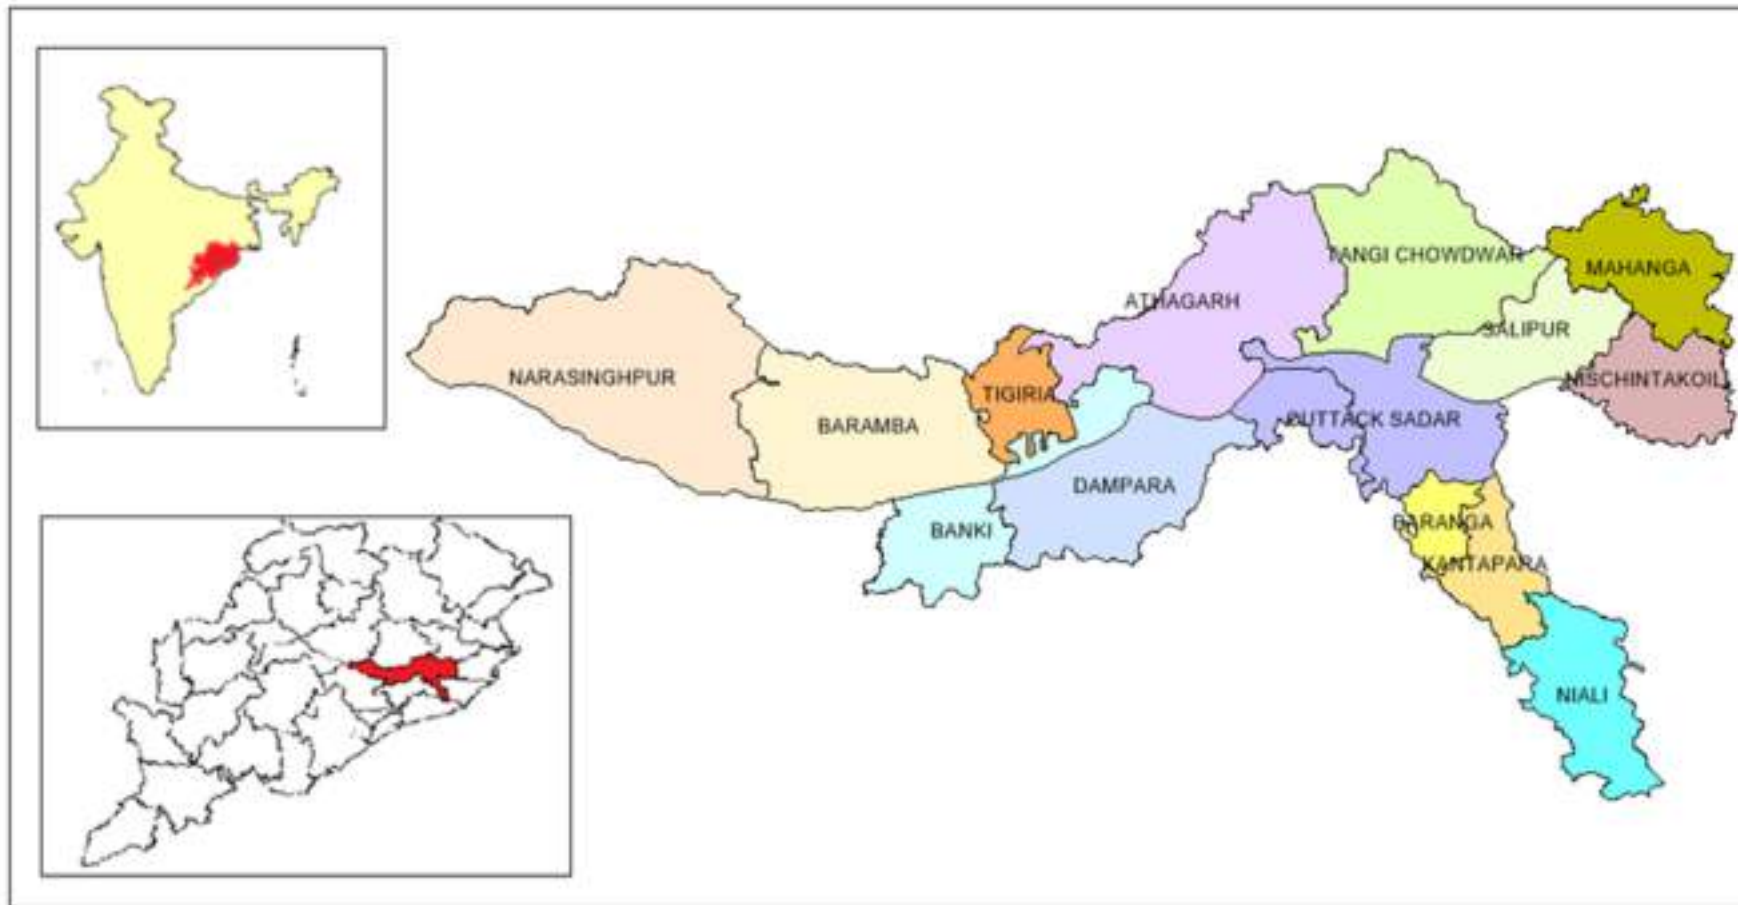 TANGI CHOWDWAR
MAHANGA
ATHAGARH
SALIPUR
NARASINGHPUR
TIGIRIA
NISCHINTAKOILI
BARAMBA
CUTTACK SADAR
DAMPARA
BANKI
BARANGA
KANTAPARA
NIALI